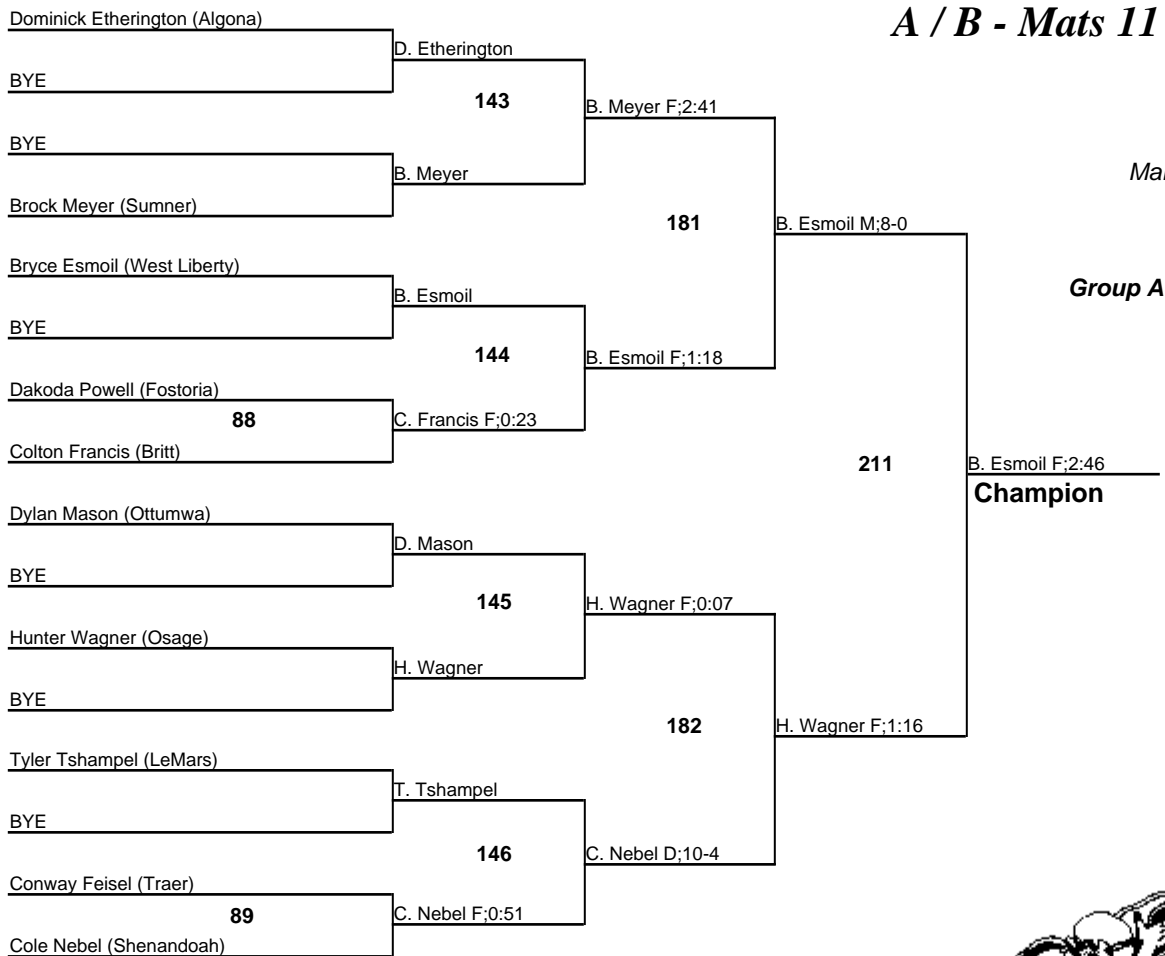 A / B - Mats 11
Dominick Etherington (Algona)
D. Etherington
BYE
143
B. Meyer F;2:41
BYE
B. Meyer
Brock Meyer (Sumner)
181
B. Esmoil M;8-0
Bryce Esmoil (West Liberty)
Group A
B. Esmoil
BYE
144
B. Esmoil F;1:18
Dakoda Powell (Fostoria)
88
C. Francis F;0:23
Colton Francis (Britt)
211
B. Esmoil F;2:46
Champion
Dylan Mason (Ottumwa)
D. Mason
BYE
145
H. Wagner F;0:07
Hunter Wagner (Osage)
H. Wagner
BYE
182
H. Wagner F;1:16
Tyler Tshampel (LeMars)
T. Tshampel
BYE
146
C. Nebel D;10-4
Conway Feisel (Traer)
89
C. Nebel F;0:51
Cole Nebel (Shenandoah)